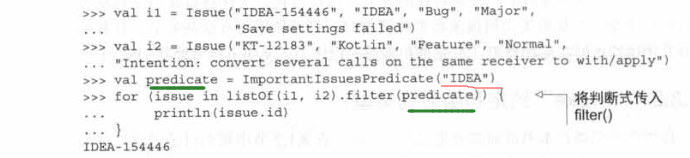 >>> val i1 = Issue("IDEA-154446", "IDEA", "Bug", "Major",
... "Save settings failed")
>>> val i2 = Issue("KT-12183", "Kotlin", "Feature", "Normal",
... "Intention: convert several calls on the same receiver to with/apply")
>>> val predicate = ImportantIssuesPredicate("IDEA")
>>> for (issue in listOf(i1, i2).filter(predicate)) {
将判断式传入
filter()
... println(issue.id)
... }
IDEA-154446